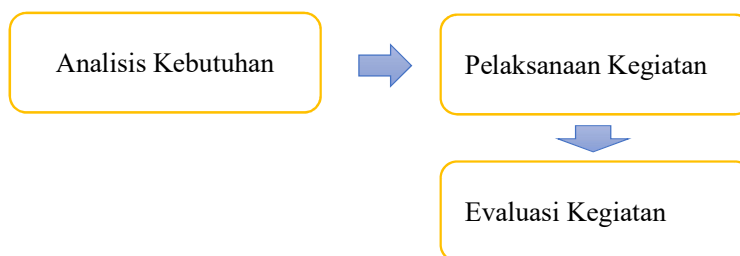 Analisis Kebutuhan
Pelaksanaan Kegiatan
Evaluasi Kegiatan